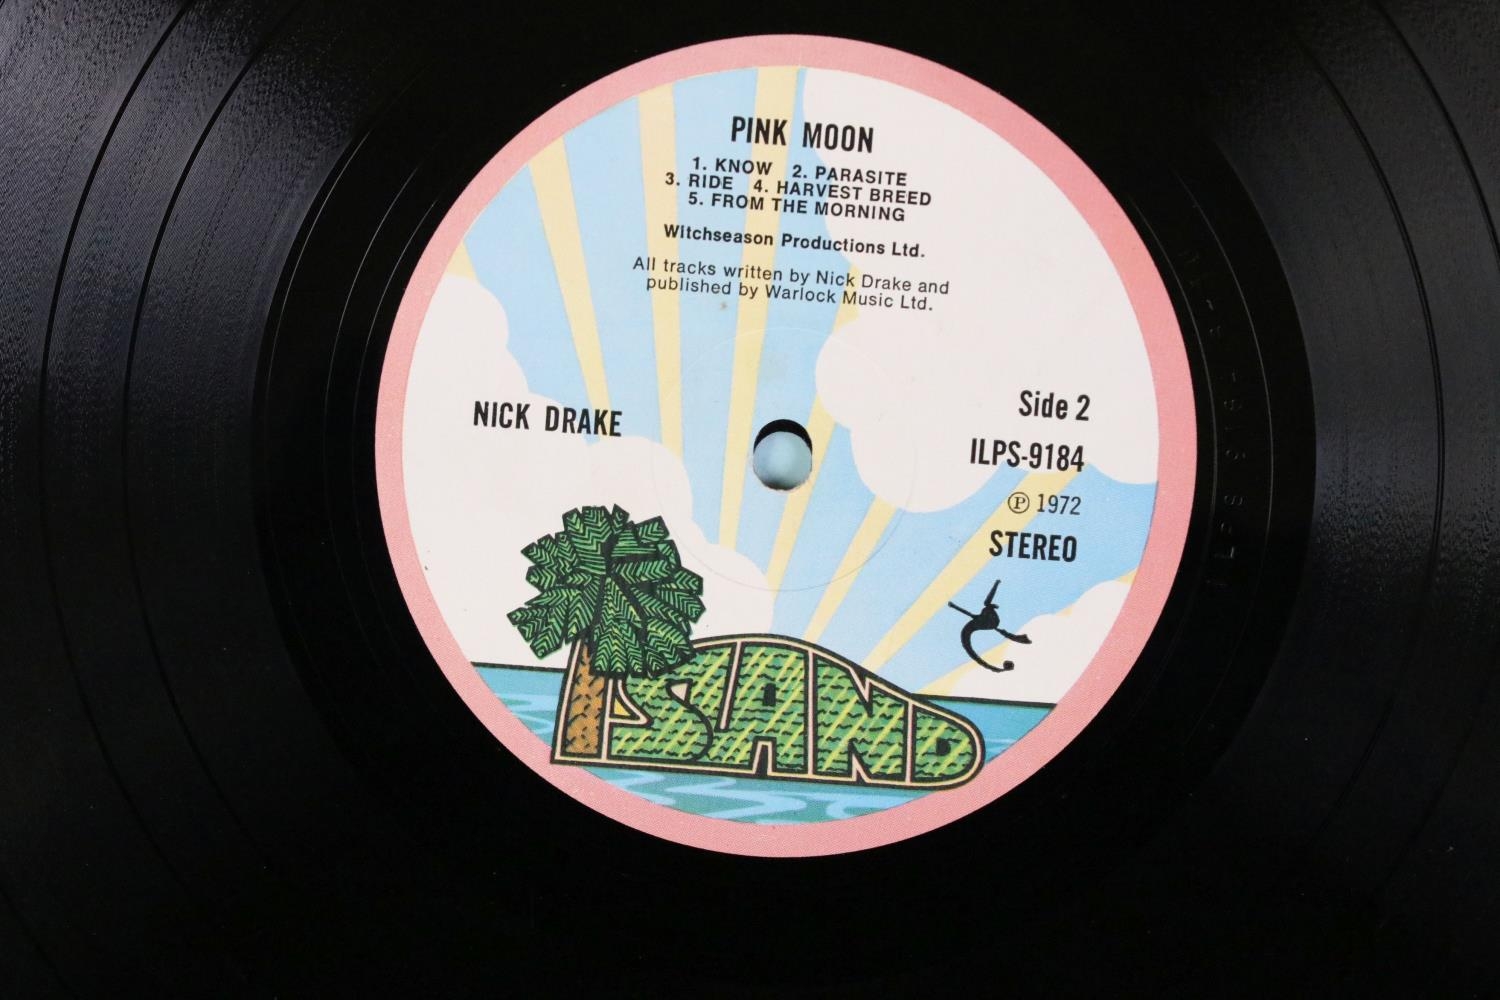 PINK MOON
1. KNOW 2. PARASITE
3. RIDE 4. HARVEST BREED
5. FROM THE MORNING
Witchseason Productions Ltd.
All tracks written by Nick Drake and
published by Warlock Music Ltd.
NICK DRAKE
Side 2
ILPS-9184
Ⓟ 1972
STEREO
ISLAND